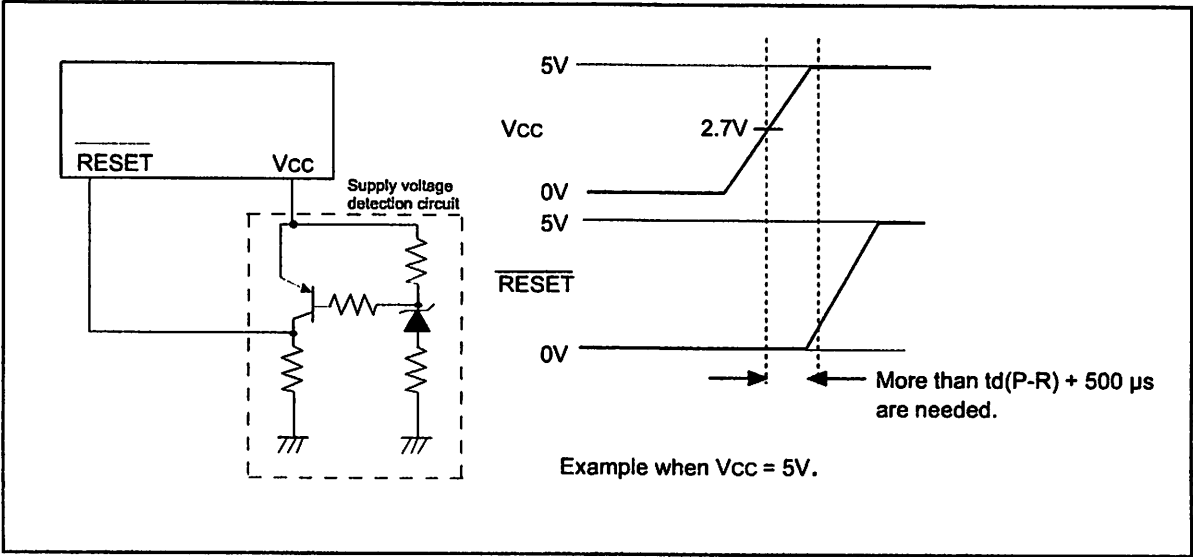 RESET
Vcc
Supply voltage
detection circuit
5V
Vcc
2.7V
0V
5V
RESET
0V
More than td(P-R) + 500 µs
are needed.
Example when Vcc = 5V.